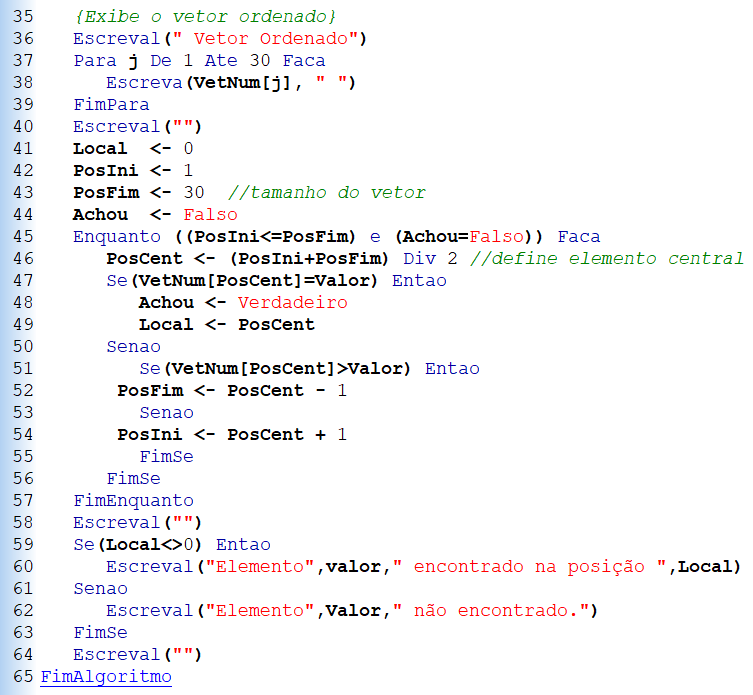 35 {Exibe o vetor ordenado}
36 Escreval(" Vetor Ordenado")
37 Para j De 1 Ate 30 Faca
38 Escreva(VetNum[j], " ")
39 FimPara
40 Escreval("")
41 Local <- 0
42 PosIni <- 1
43 PosFim <- 30 //tamanho do vetor
44 Achou <- Falso
45 Enquanto ((PosIni<=PosFim) e (Achou=Falso)) Faca
46 PosCent <- (PosIni+PosFim) Div 2 //define elemento central
47 Se(VetNum[PosCent]=Valor) Entao
48 Achou <- Verdadeiro
49 Local <- PosCent
50 Senao
51 Se(VetNum[PosCent]>Valor) Entao
52 PosFim <- PosCent - 1
53 Senao
54 PosIni <- PosCent + 1
55 FimSe
56 FimSe
57 FimEnquanto
58 Escreval("")
59 Se(Local<>0) Entao
60 Escreval("Elemento",valor," encontrado na posição ",Local)
61 Senao
62 Escreval("Elemento",Valor," não encontrado.")
63 FimSe
64 Escreval("")
65 FimAlgoritmo